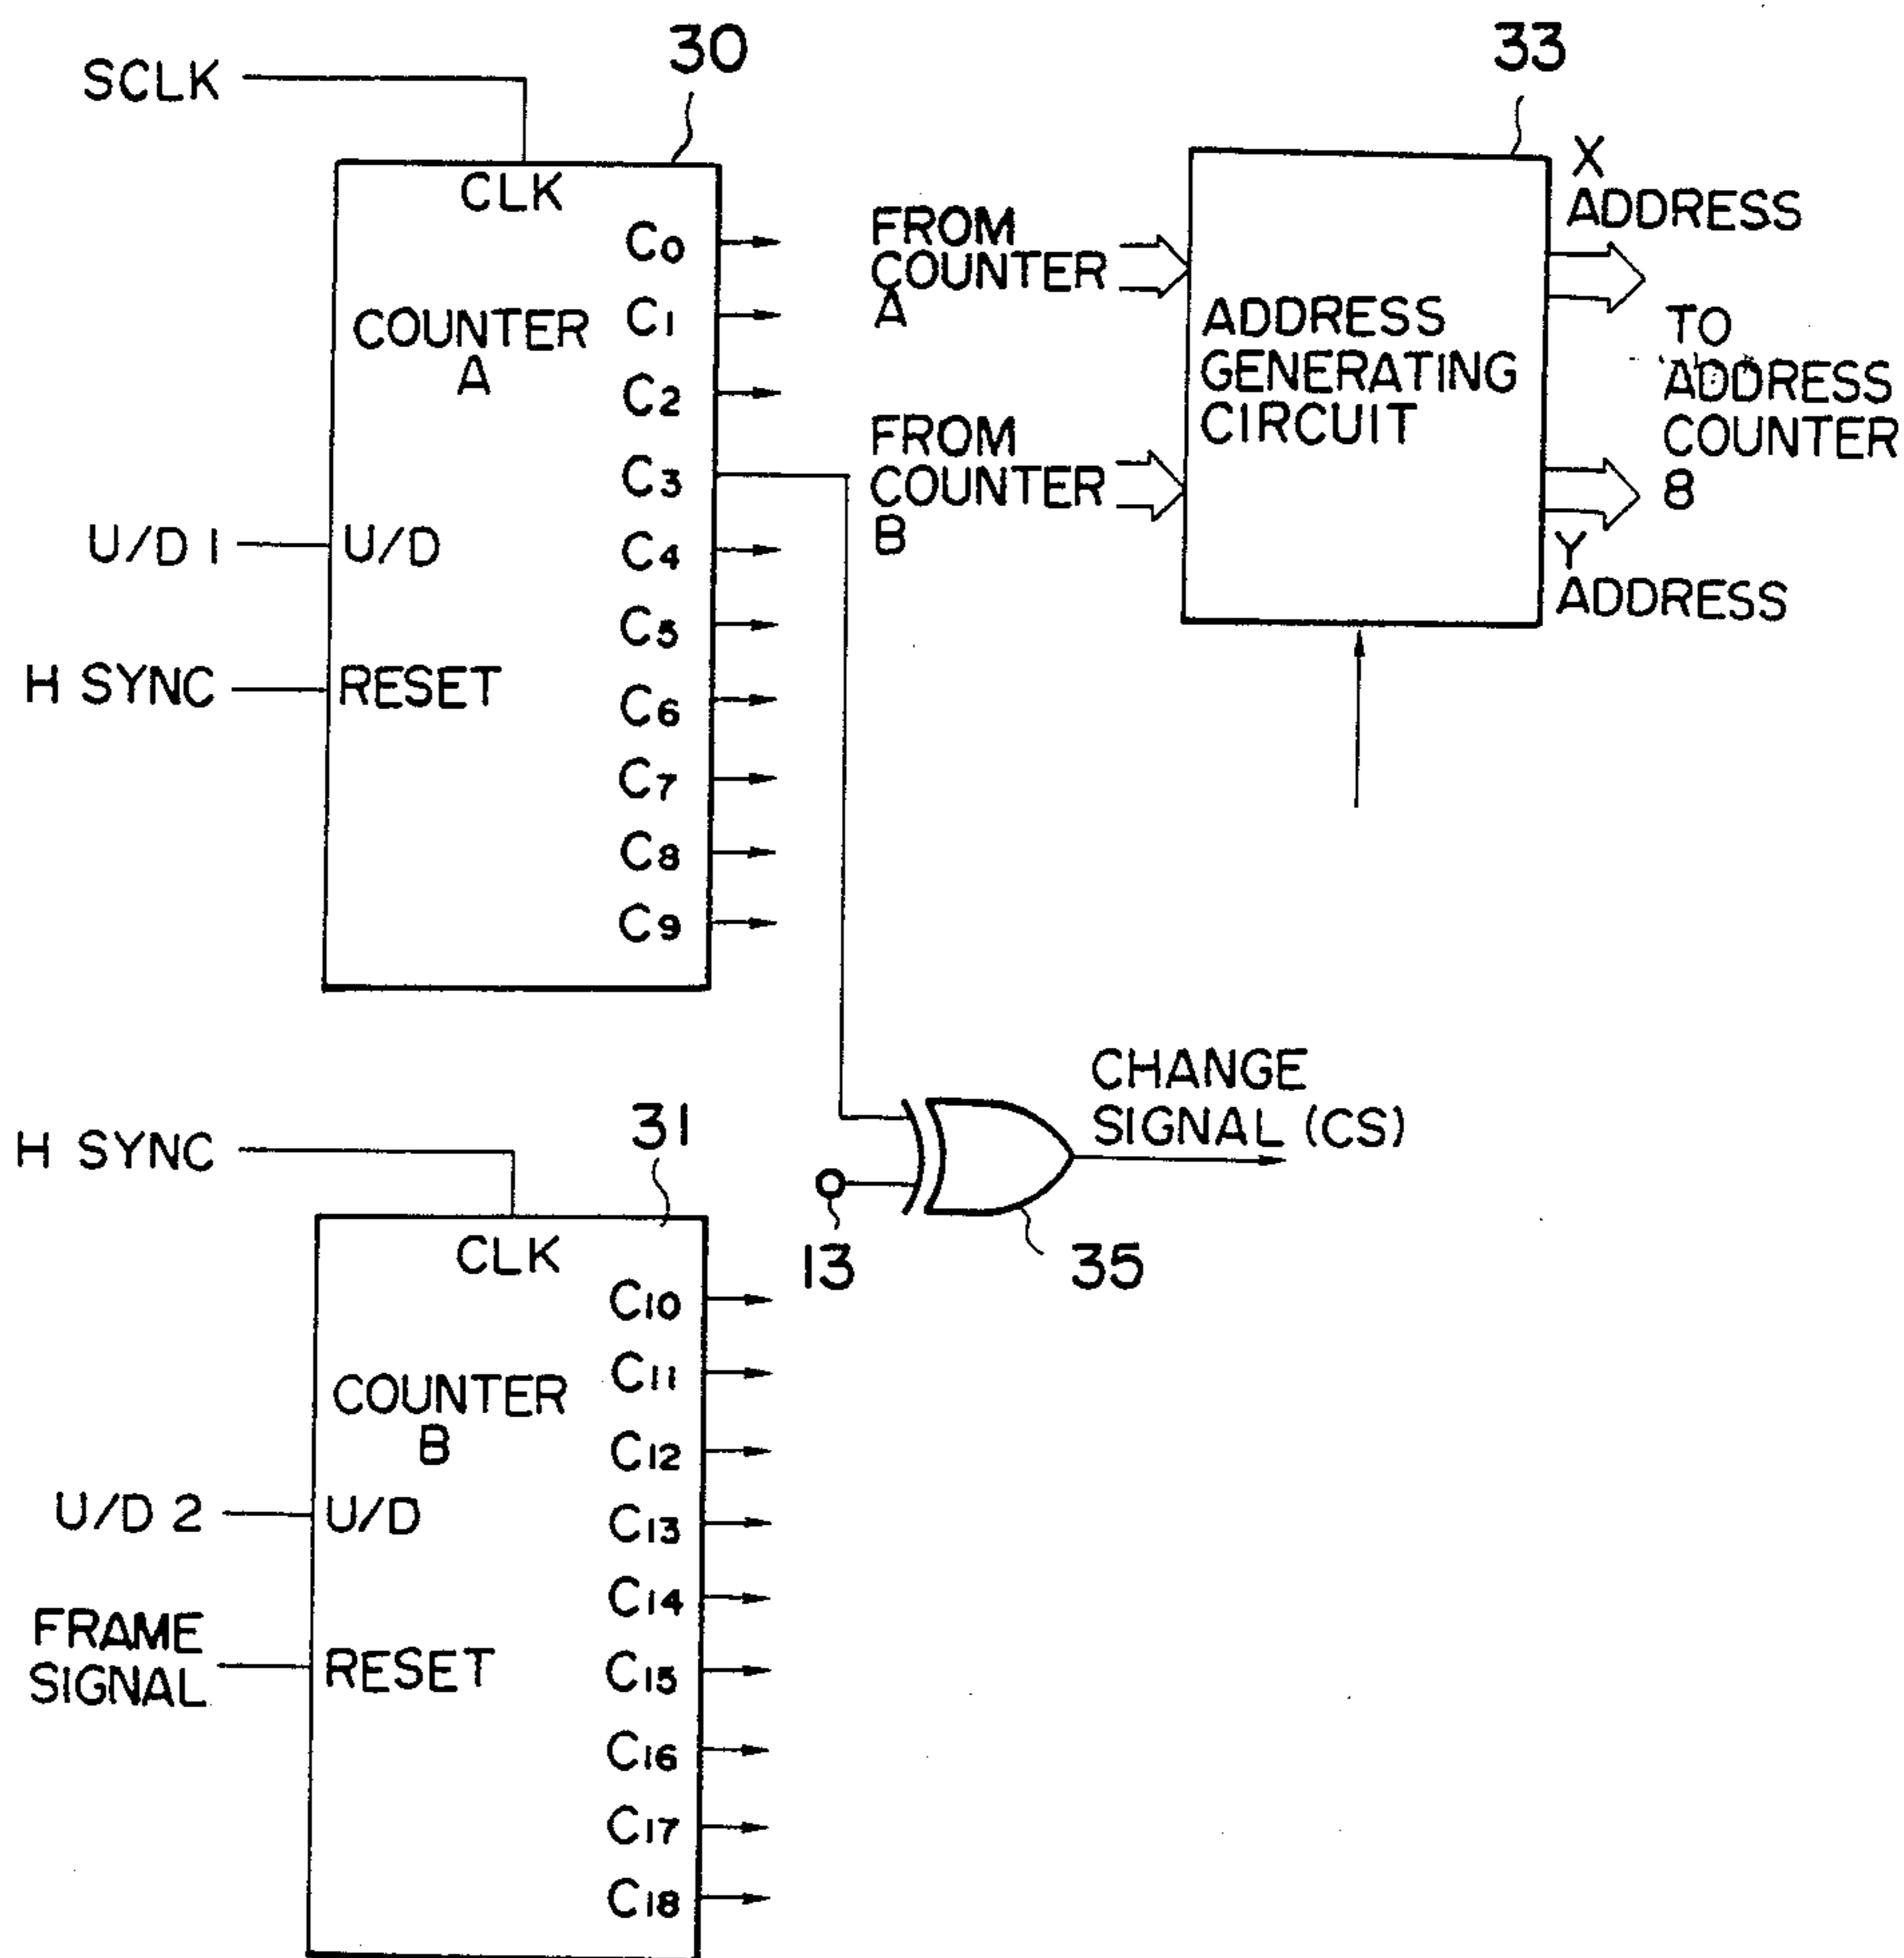 SCLK
30
CLK
COUNTER
A
C0
C1
C2
C3
C4
C5
C6
C7
C8
C9
U/D 1
U/D
H SYNC
RESET
33
FROM
COUNTER
A
FROM
COUNTER
B
ADDRESS
GENERATING
CIRCUIT
X
ADDRESS
TO
ADDRESS
COUNTER
8
Y
ADDRESS
CHANGE
SIGNAL (CS)
13
35
H SYNC
31
CLK
COUNTER
B
C10
C11
C12
C13
C14
C15
C16
C17
C18
U/D 2
U/D
FRAME
SIGNAL
RESET